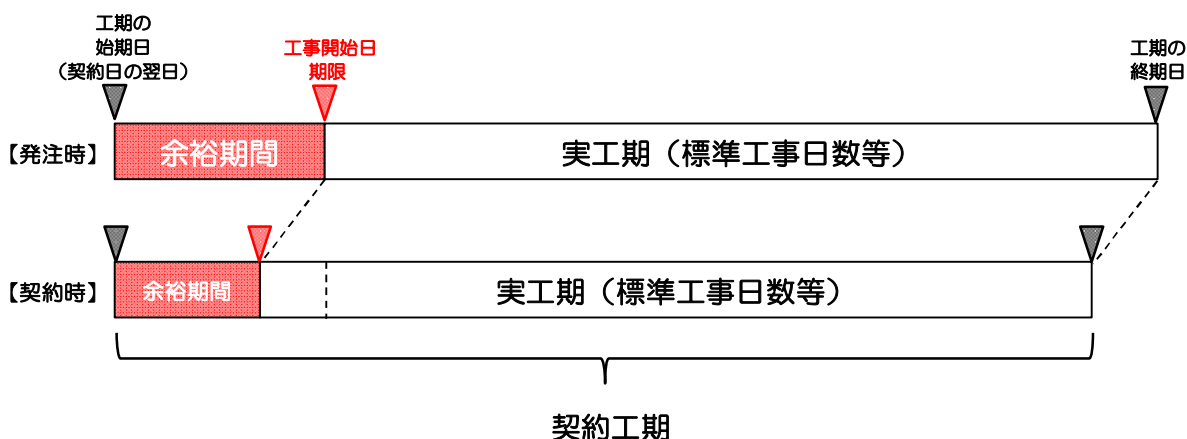 工期の
始期日
（契約日の翌日）
工事開始日
期限
工期の
終期日
【発注時】
余裕期間
実工期（標準工事日数等）
【契約時】
余裕期間
実工期（標準工事日数等）
契約工期